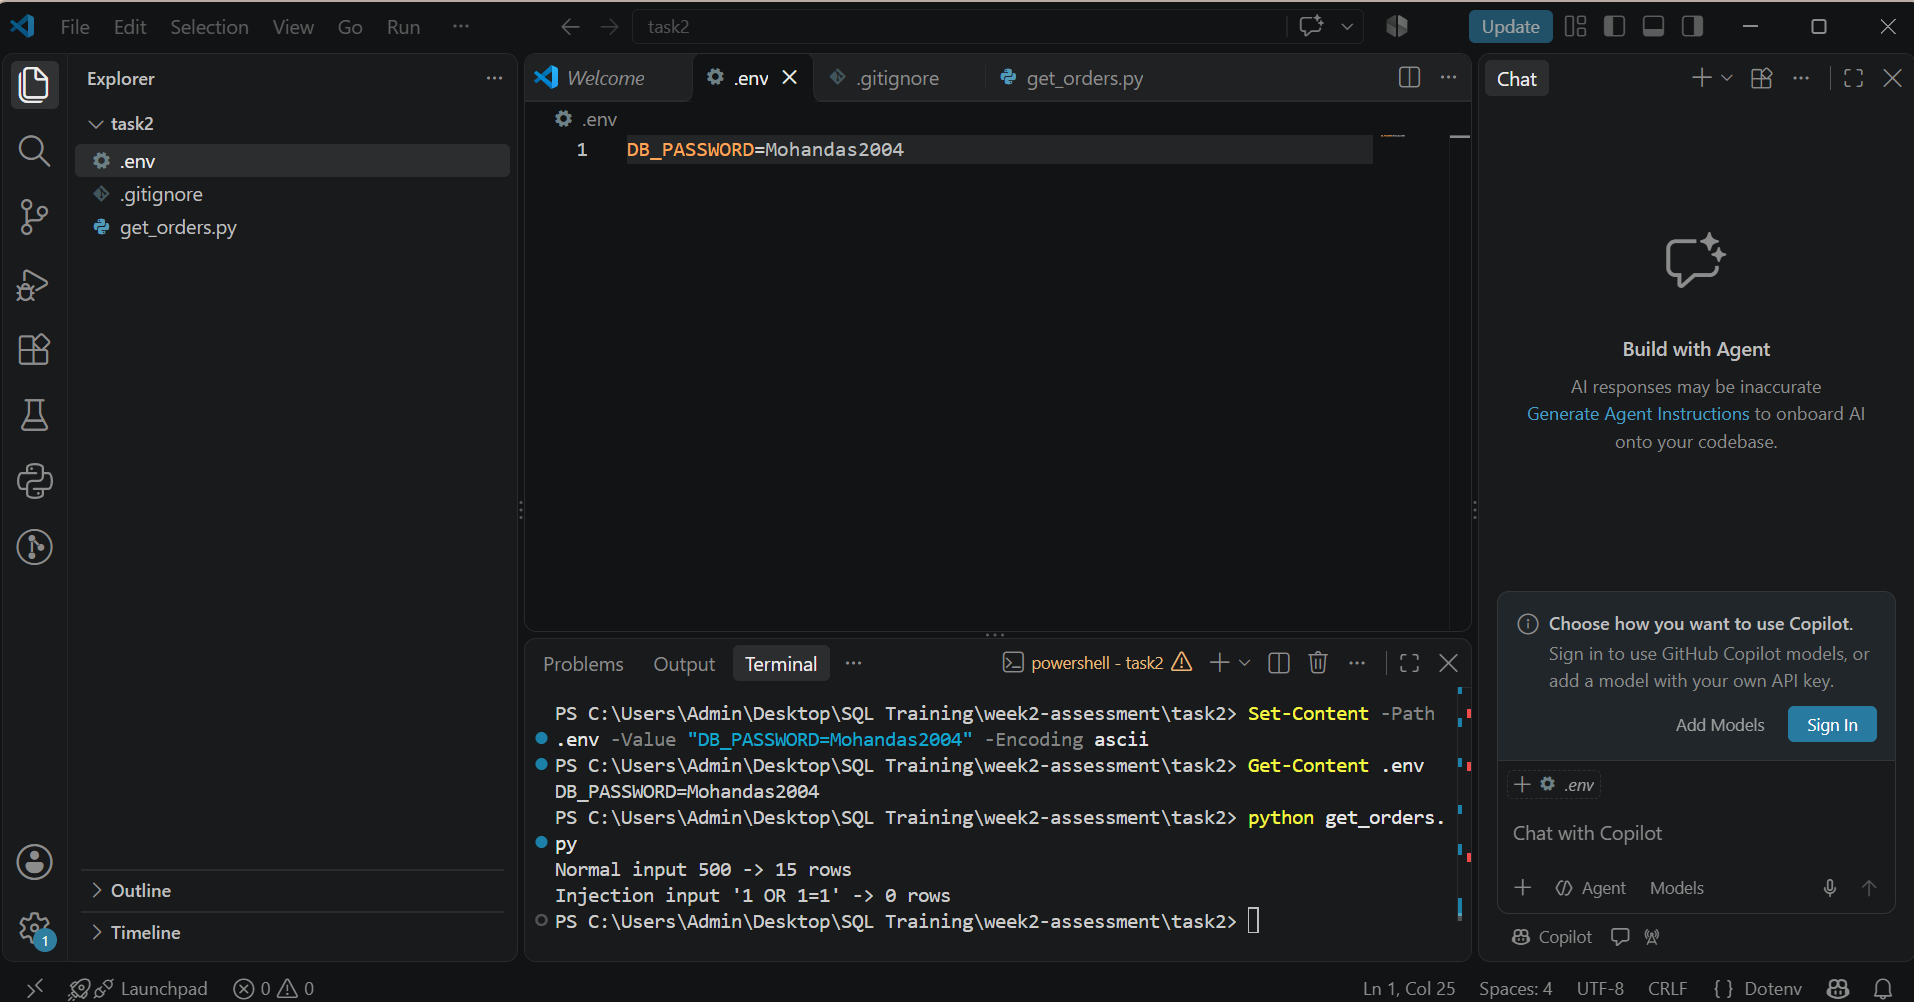 File Edit Selection View Go Run ···
task2
Update
Explorer
task2
.env
.gitignore
get_orders.py
Outline
Timeline
Welcome .env .gitignore get_orders.py
.env
1 DB_PASSWORD=Mohandas2004
Problems Output Terminal ··· powershell - task2
PS C:\Users\Admin\Desktop\SQL Training\week2-assessment\task2> Set-Content -Path
.env -Value "DB_PASSWORD=Mohandas2004" -Encoding ascii
PS C:\Users\Admin\Desktop\SQL Training\week2-assessment\task2> Get-Content .env
DB_PASSWORD=Mohandas2004
PS C:\Users\Admin\Desktop\SQL Training\week2-assessment\task2> python get_orders.
py
Normal input 500 -> 15 rows
Injection input '1 OR 1=1' -> 0 rows
PS C:\Users\Admin\Desktop\SQL Training\week2-assessment\task2>
Chat
Build with Agent
AI responses may be inaccurate
Generate Agent Instructions to onboard AI
onto your codebase.
Choose how you want to use Copilot.
Sign in to use GitHub Copilot models, or
add a model with your own API key.
Add Models Sign In
.env
Chat with Copilot
Agent Models
Copilot
1
Launchpad 0 0 Ln 1, Col 25 Spaces: 4 UTF-8 CRLF { } Dotenv